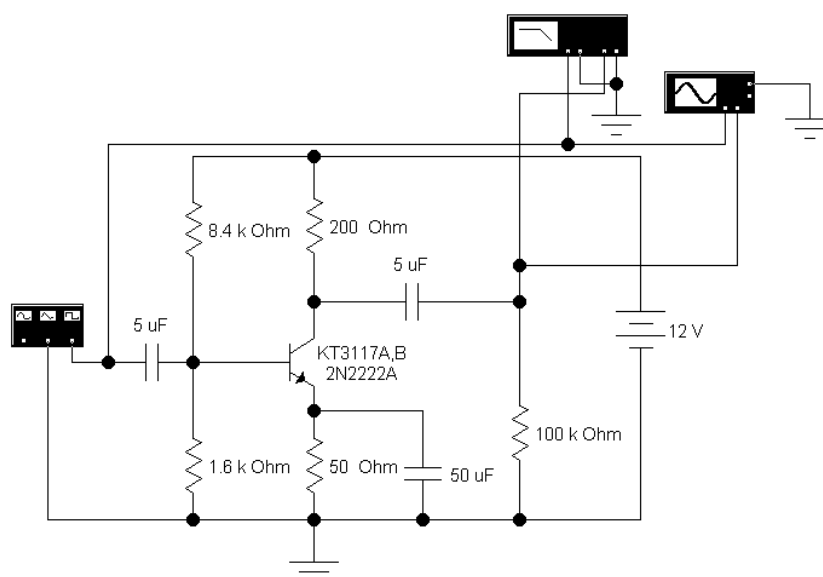 8.4 k Ohm
200 Ohm
5 uF
5 uF
KT3117A,B
2N2222A
12 V
1.6 k Ohm
50 Ohm
50 uF
100 k Ohm